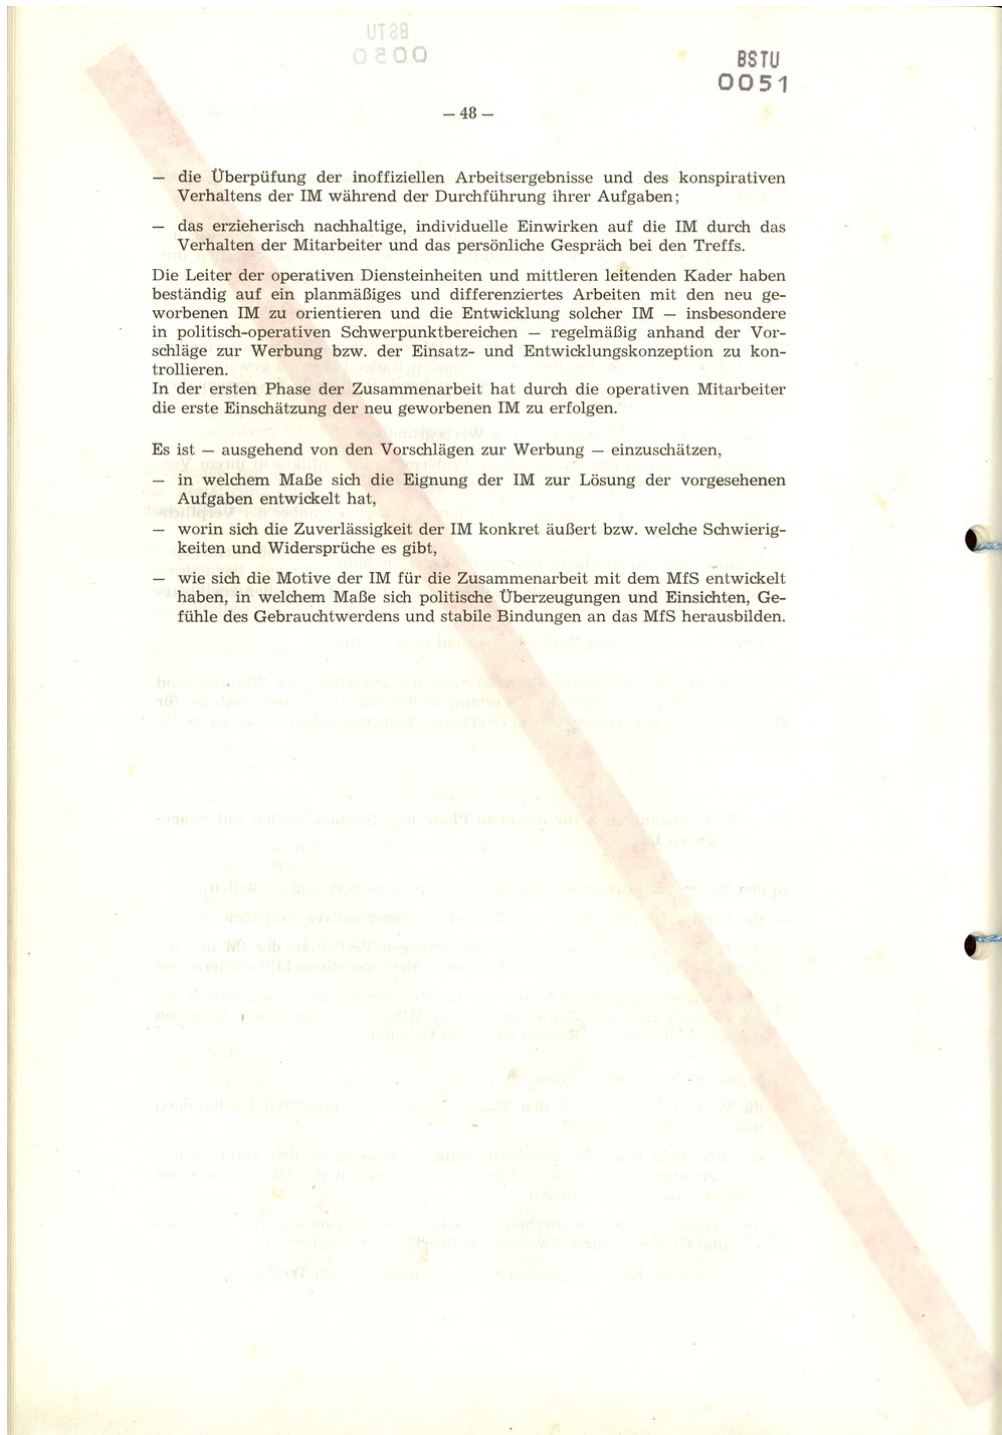 BSTU
0050
BSTU
0051
— 48 —
— die Überpüfung der inoffiziellen Arbeitsergebnisse und des konspirativen
Verhaltens der IM während der Durchführung ihrer Aufgaben;
— das erzieherisch nachhaltige, individuelle Einwirken auf die IM durch das
Verhalten der Mitarbeiter und das persönliche Gespräch bei den Treffs.
Die Leiter der operativen Diensteinheiten und mittleren leitenden Kader haben
beständig auf ein planmäßiges und differenziertes Arbeiten mit den neu ge-
worbenen IM zu orientieren und die Entwicklung solcher IM — insbesondere
in politisch-operativen Schwerpunktbereichen — regelmäßig anhand der Vor-
schläge zur Werbung bzw. der Einsatz- und Entwicklungskonzeption zu kon-
trollieren.
In der ersten Phase der Zusammenarbeit hat durch die operativen Mitarbeiter
die erste Einschätzung der neu geworbenen IM zu erfolgen.
Es ist — ausgehend von den Vorschlägen zur Werbung — einzuschätzen,
— in welchem Maße sich die Eignung der IM zur Lösung der vorgesehenen
Aufgaben entwickelt hat,
— worin sich die Zuverlässigkeit der IM konkret äußert bzw. welche Schwierig-
keiten und Widersprüche es gibt,
— wie sich die Motive der IM für die Zusammenarbeit mit dem MfS entwickelt
haben, in welchem Maße sich politische Überzeugungen und Einsichten, Ge-
fühle des Gebrauchtwerdens und stabile Bindungen an das MfS herausbilden.